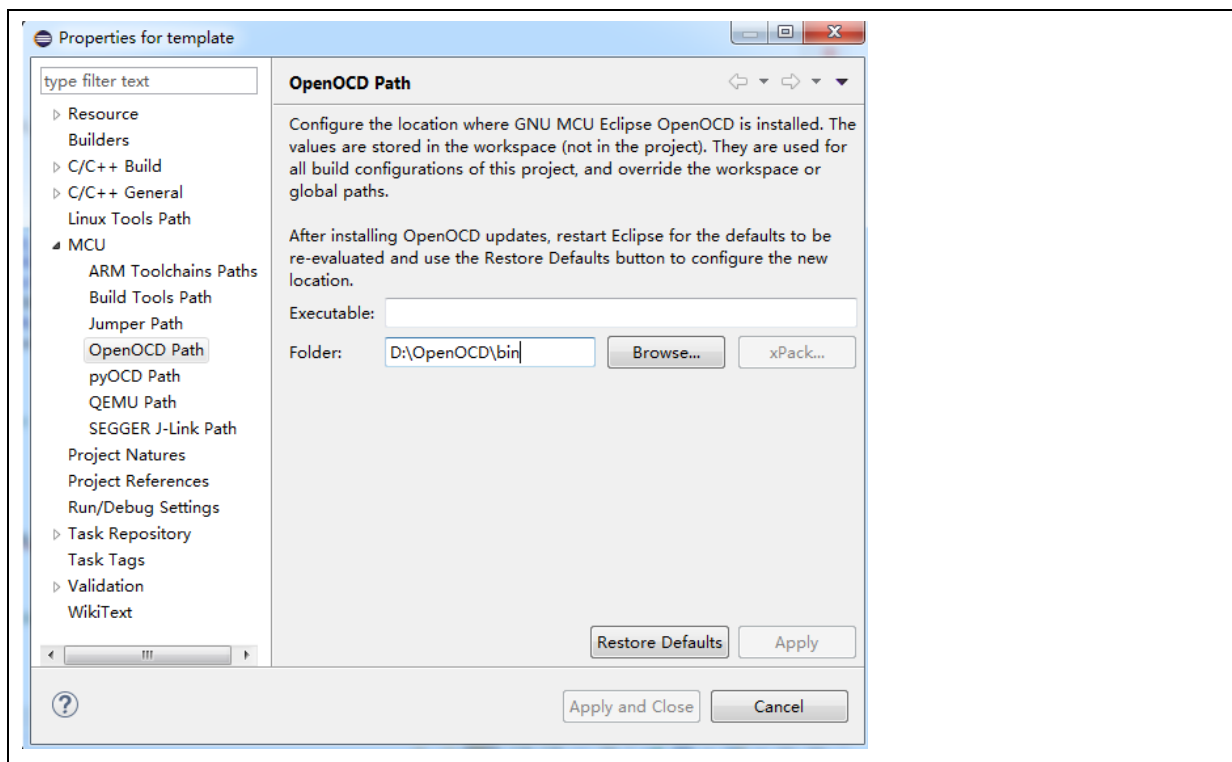 Properties for template
type filter text
Resource
Builders
C/C++ Build
C/C++ General
Linux Tools Path
MCU
ARM Toolchains Paths
Build Tools Path
Jumper Path
OpenOCD Path
pyOCD Path
QEMU Path
SEGGER J-Link Path
Project Natures
Project References
Run/Debug Settings
Task Repository
Task Tags
Validation
WikiText
OpenOCD Path
Configure the location where GNU MCU Eclipse OpenOCD is installed. The
values are stored in the workspace (not in the project). They are used for
all build configurations of this project, and override the workspace or
global paths.
After installing OpenOCD updates, restart Eclipse for the defaults to be
re-evaluated and use the Restore Defaults button to configure the new
location.
Executable:
Folder: D:\OpenOCD\bin Browse... xPack...
Restore Defaults Apply
Apply and Close Cancel